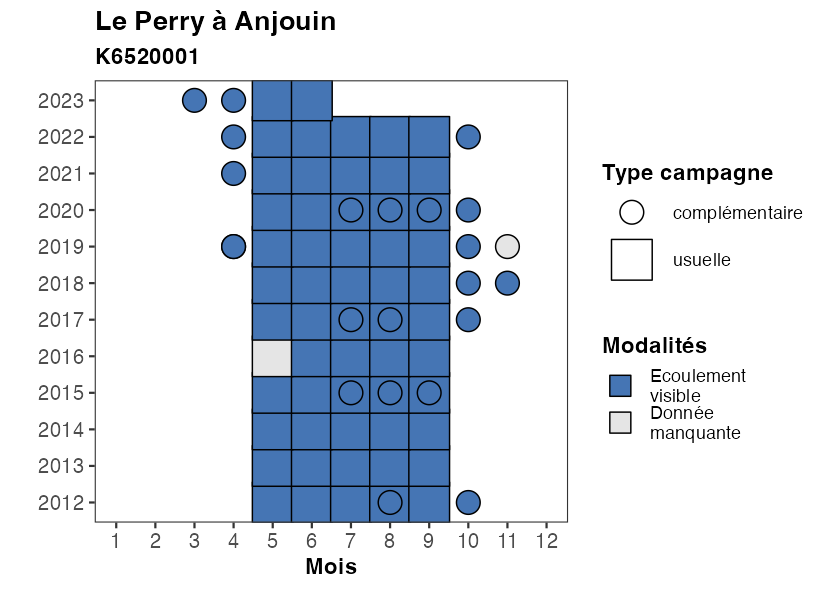 Le Perry à Anjouin
K6520001
2023
2022
2021
2020
2019
2018
2017
2016
2015
2014
2013
2012
1 2 3 4 5 6 7 8 9 10 11 12
Mois
Type campagne
complémentaire
usuelle
Modalités
Ecoulement
visible
Donnée
manquante